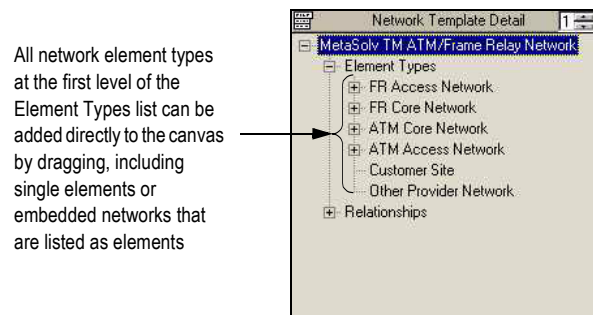 All network element types
at the first level of the
Element Types list can be
added directly to the canvas
by dragging, including
single elements or
embedded networks that
are listed as elements
Network Template Detail 1
MetaSolv TM ATM/Frame Relay Network
Element Types
FR Access Network
FR Core Network
ATM Core Network
ATM Access Network
Customer Site
Other Provider Network
Relationships